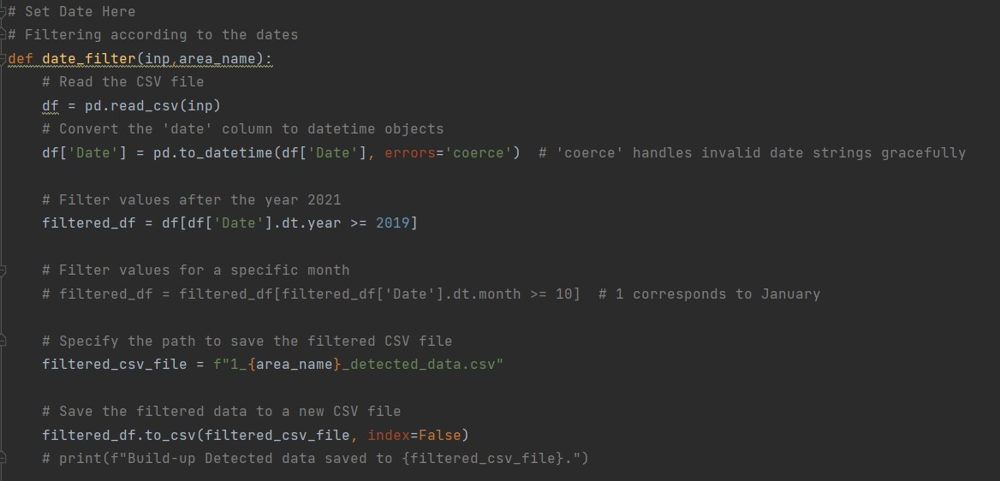 # Set Date Here
# Filtering according to the dates
def date_filter(inp,area_name):
    # Read the CSV file
    df = pd.read_csv(inp)
    # Convert the 'date' column to datetime objects
    df['Date'] = pd.to_datetime(df['Date'], errors='coerce')  # 'coerce' handles invalid date strings gracefully

    # Filter values after the year 2021
    filtered_df = df[df['Date'].dt.year >= 2019]

    # Filter values for a specific month
    # filtered_df = filtered_df[filtered_df['Date'].dt.month >= 10]  # 1 corresponds to January

    # Specify the path to save the filtered CSV file
    filtered_csv_file = f"1_{area_name}_detected_data.csv"

    # Save the filtered data to a new CSV file
    filtered_df.to_csv(filtered_csv_file, index=False)
    # print(f"Build-up Detected data saved to {filtered_csv_file}.")